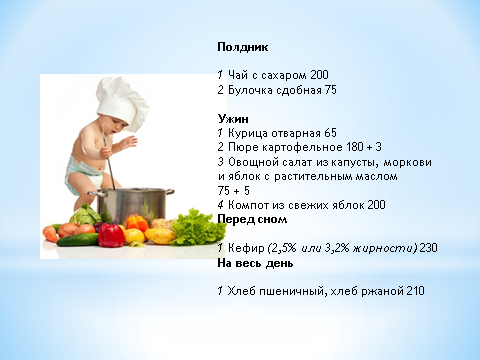 Полдник
1 Чай с сахаром 200
2 Булочка сдобная 75
Ужин
1 Курица отварная 65
2 Пюре картофельное 180 + 3
3 Овощной салат из капусты, моркови
и яблок с растительным маслом
75 + 5
4 Компот из свежих яблок 200
Перед сном
1 Кефир (2,5% или 3,2% жирности) 230
На весь день
1 Хлеб пшеничный, хлеб ржаной 210